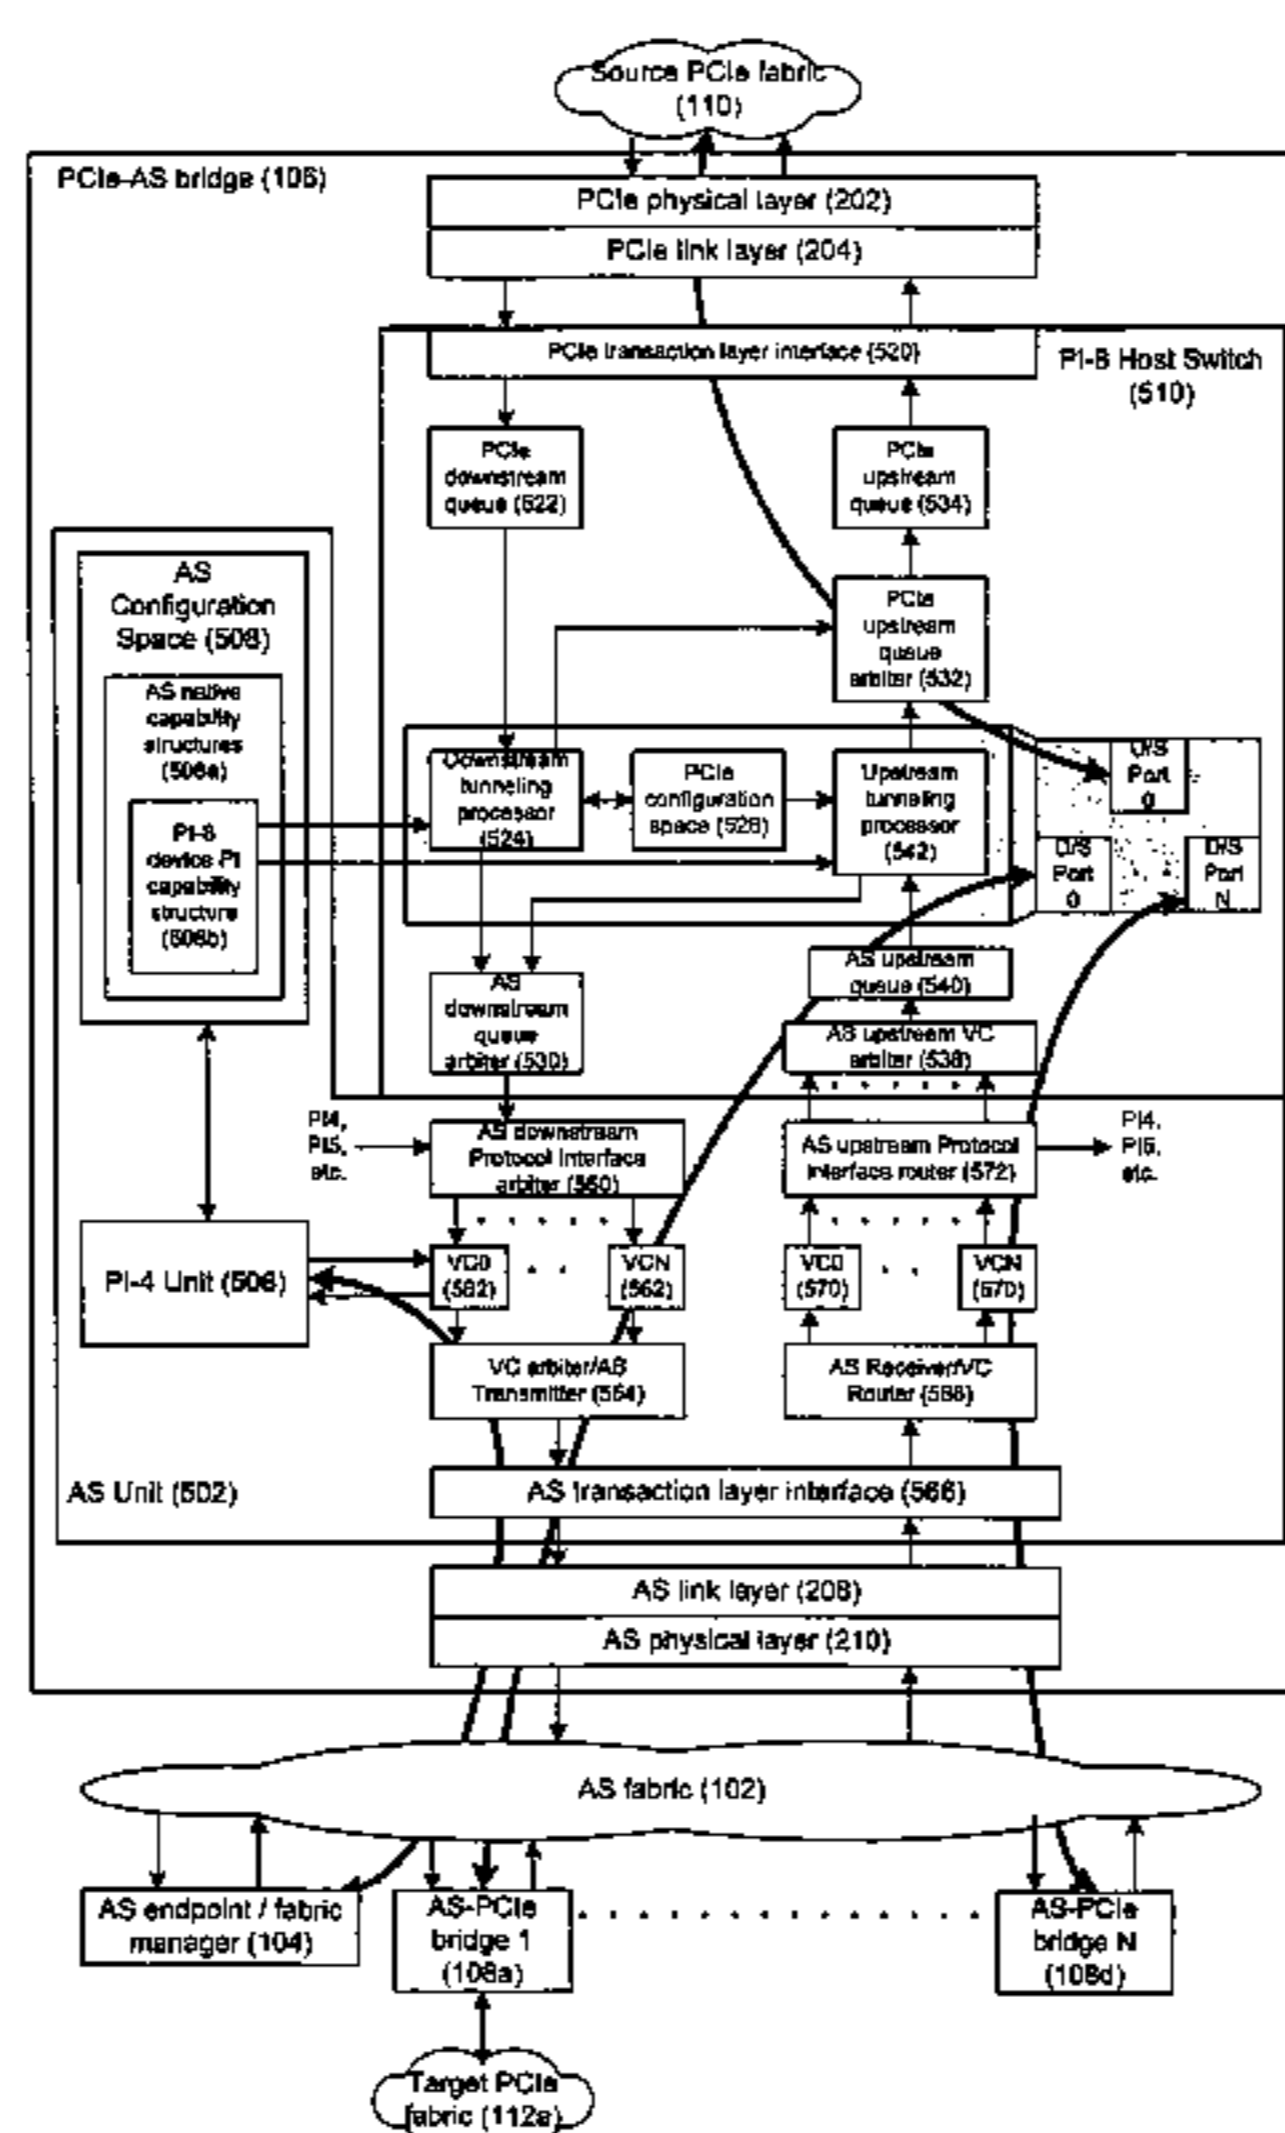 Source PCIe fabric
(110)
PCIe-AS bridge (106)
PCIe physical layer (202)
PCIe link layer (204)
PCIe transaction layer interface (520)
PI-8 Host Switch
(510)
PCIe
downstream
queue (522)
PCIe
upstream
queue (534)
AS
Configuration
Space (508)
PCIe
upstream
queue
arbiter (532)
AS native
capability
structures
(508a)
PI-8
device PI
capability
structure
(508b)
Downstream
tunneling
processor
(524)
PCIe
configuration
space (528)
Upstream
tunneling
processor
(542)
D/S
Port
0
D/S
Port
0
D/S
Port
N
AS upstream
queue (540)
AS
downstream
queue
arbiter (530)
AS upstream VC
arbiter (538)
PI4,
PI5,
etc.
AS downstream
Protocol Interface
arbiter (560)
AS upstream Protocol
Interface router (572)
PI4,
PI5,
etc.
PI-4 Unit (506)
VC0
(562)
VCN
(562)
VC0
(570)
VCN
(570)
VC arbiter/AS
Transmitter (564)
AS Receiver/VC
Router (568)
AS Unit (502)
AS transaction layer interface (566)
AS link layer (208)
AS physical layer (210)
AS fabric (102)
AS endpoint / fabric
manager (104)
AS-PCIe
bridge 1
(108a)
AS-PCIe
bridge N
(108d)
Target PCIe
fabric (112a)